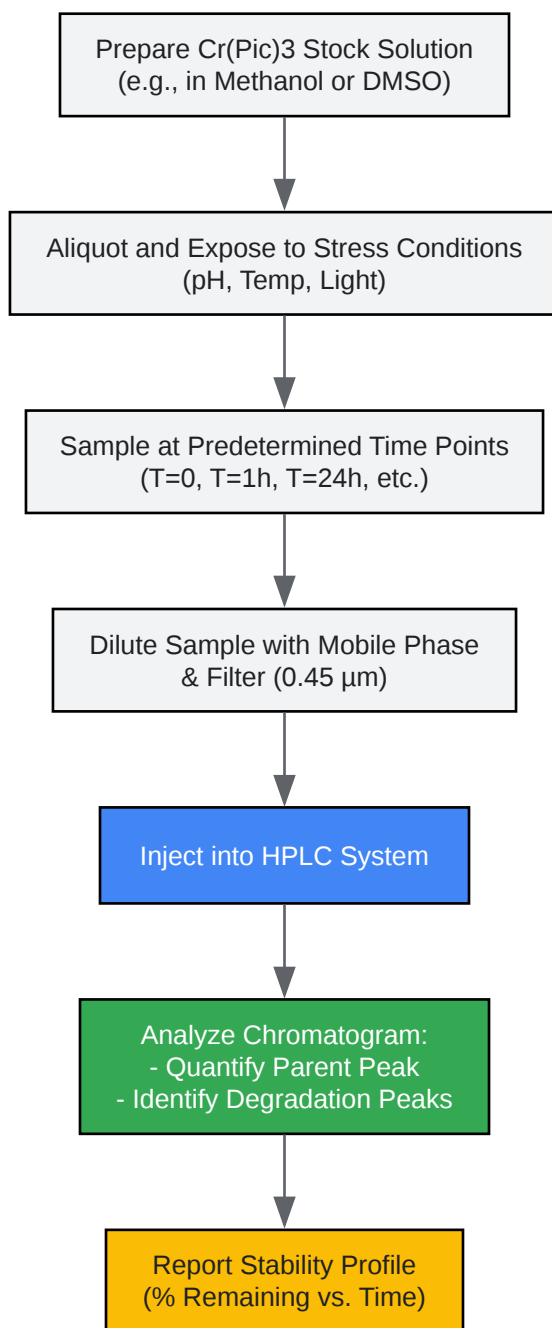 Prepare Cr(Pic)3 Stock Solution
(e.g., in Methanol or DMSO)
Aliquot and Expose to Stress Conditions
(pH, Temp, Light)
Sample at Predetermined Time Points
(T=0, T=1h, T=24h, etc.)
Dilute Sample with Mobile Phase
& Filter (0.45 µm)
Inject into HPLC System
Analyze Chromatogram:
- Quantify Parent Peak
- Identify Degradation Peaks
Report Stability Profile
(% Remaining vs. Time)